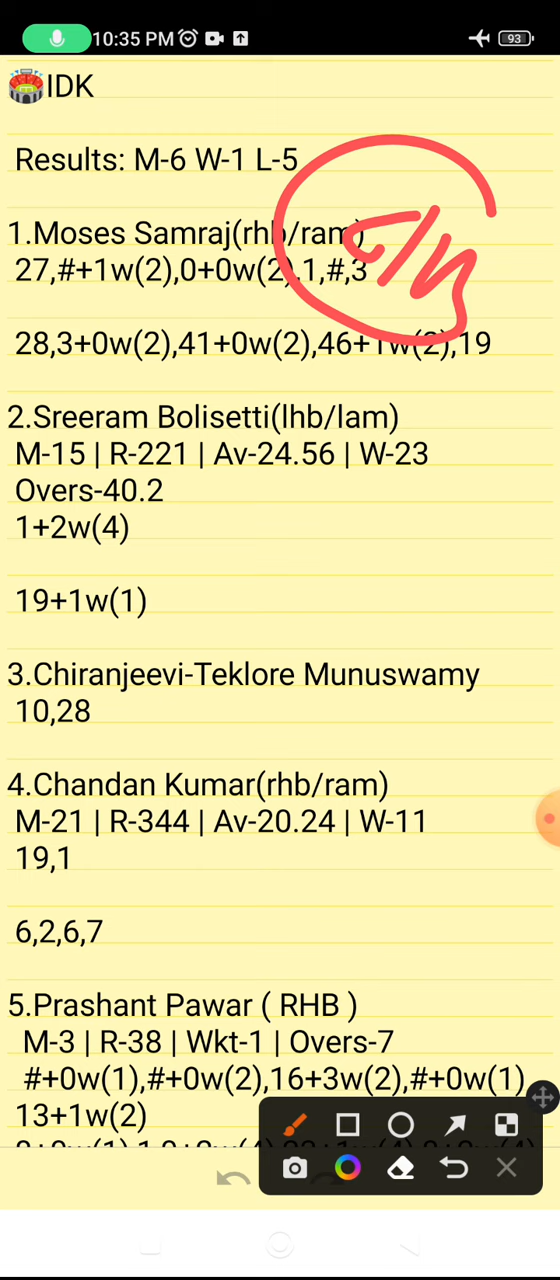 10:35 PM 93
IDK
Results: M-6 W-1 L-5
1.Moses Samraj(rhb/ram)
27,#+1w(2),0+0w(2),1,#,3
28,3+0w(2),41+0w(2),46+1w(2),19
2.Sreeram Bolisetti(lhb/lam)
M-15 | R-221 | Av-24.56 | W-23
Overs-40.2
1+2w(4)
19+1w(1)
3.Chiranjeevi-Teklore Munuswamy
10,28
4.Chandan Kumar(rhb/ram)
M-21 | R-344 | Av-20.24 | W-11
19,1
6,2,6,7
5.Prashant Pawar ( RHB )
M-3 | R-38 | Wkt-1 | Overs-7
#+0w(1),#+0w(2),16+3w(2),#+0w(1)
13+1w(2)